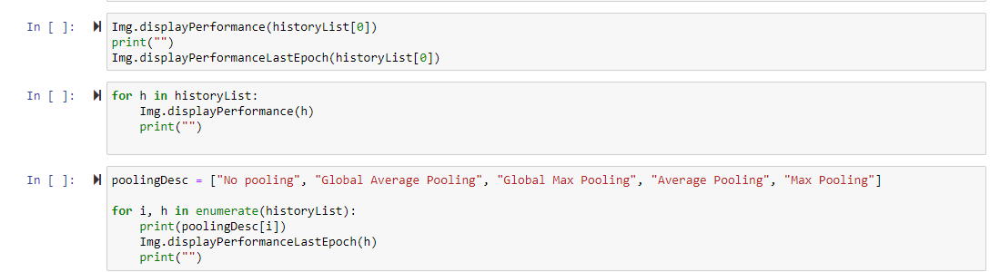 In [ ]:
Img.displayPerformance(historyList[0])
print("")
Img.displayPerformanceLastEpoch(historyList[0])
In [ ]:
for h in historyList:
    Img.displayPerformance(h)
    print("")
In [ ]:
poolingDesc = ["No pooling", "Global Average Pooling", "Global Max Pooling", "Average Pooling", "Max Pooling"]
for i, h in enumerate(historyList):
    print(poolingDesc[i])
    Img.displayPerformanceLastEpoch(h)
    print("")